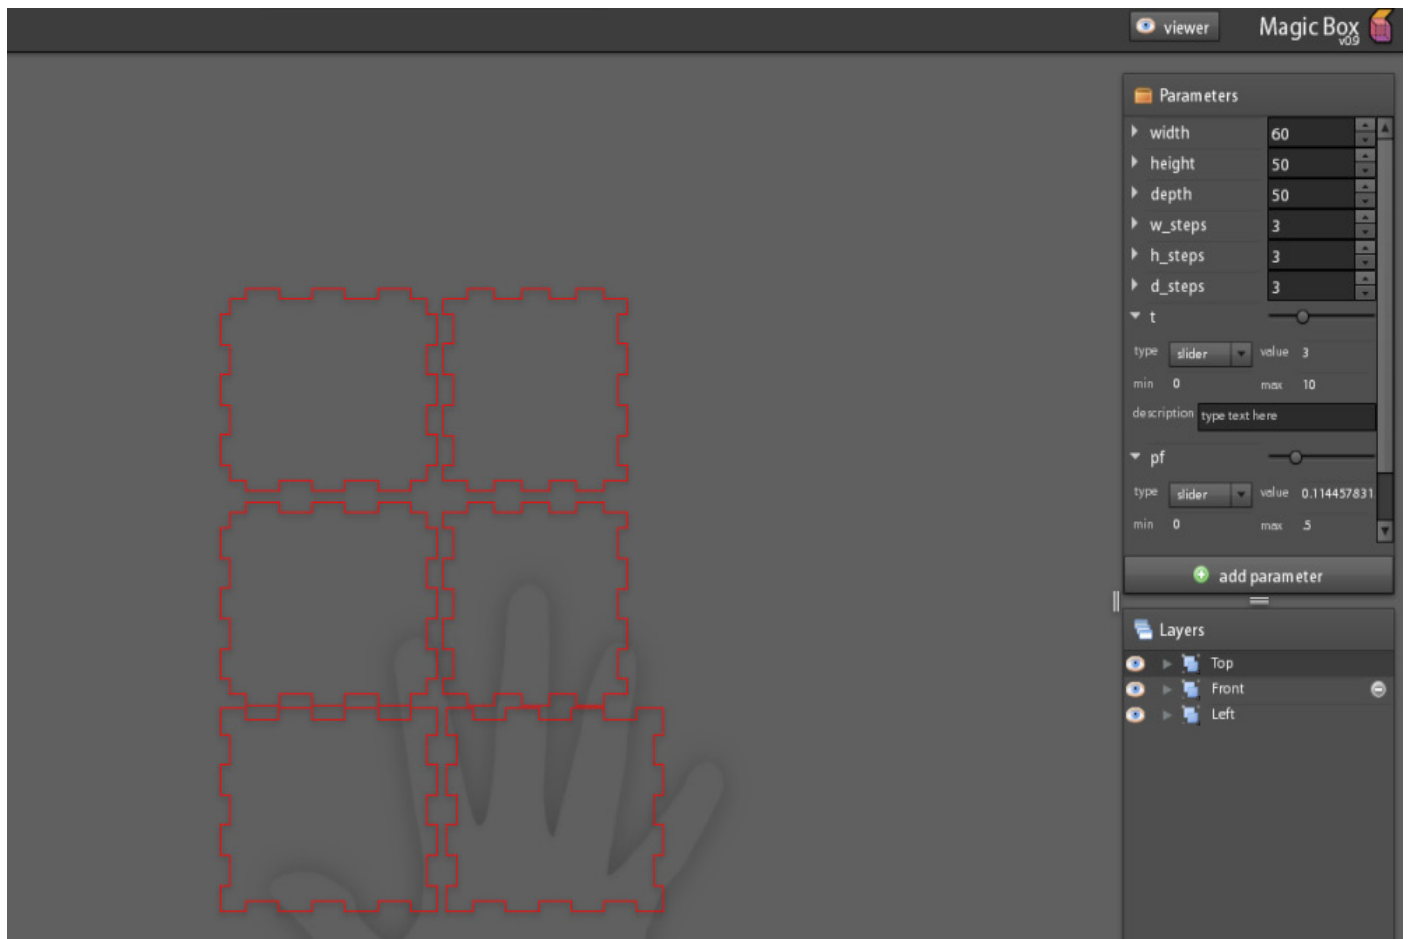 viewer
Magic Box
v0.9
Parameters
width 60
height 50
depth 50
w_steps 3
h_steps 3
d_steps 3
t
type slider value 3
min 0 max 10
description type text here
pf
type slider value 0.114457831
min 0 max .5
add parameter
Layers
Top
Front
Left